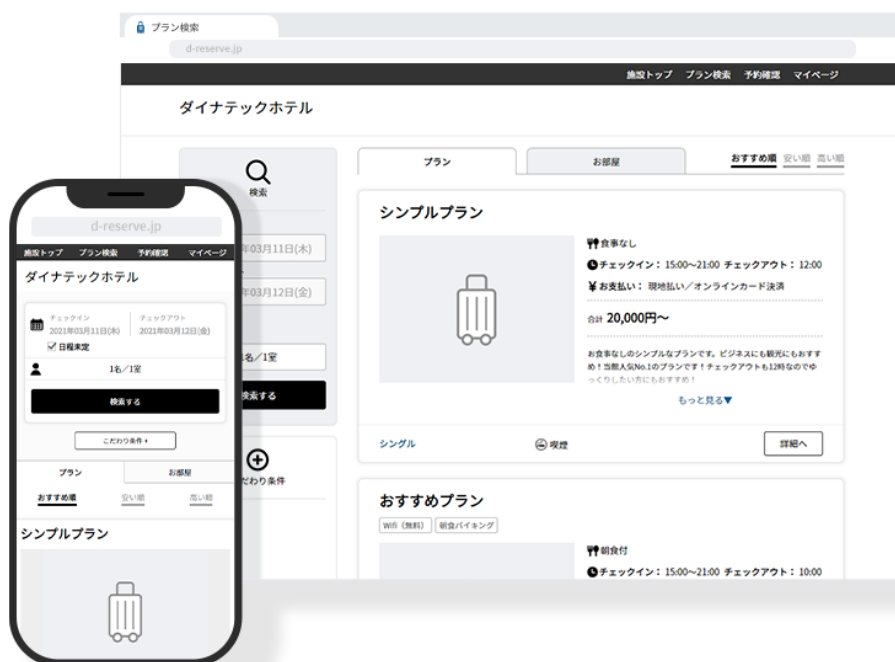 プラン検索
d-reserve.jp
施設トップ プラン検索 予約確認 マイページ
ダイナテックホテル
検索
年03月11日(木)
年03月12日(金)
1名／1室
検索する
だわり条件
プラン
お部屋
おすすめ順 安い順 高い順
シンプルプラン
食事なし
チェックイン： 15:00～21:00 チェックアウト： 12:00
お支払い： 現地払い／オンラインカード決済
合計 20,000円～
お食事なしのシンプルなプランです。ビジネスにも観光にもおすす
め！当館人気No.1のプランです！チェックアウトも12時なのでゆ
っくりしたい方にもおすすめ！
もっと見る▼
シングル
喫煙
詳細へ
おすすめプラン
Wifi（無料） 朝食バイキング
朝食付
チェックイン： 15:00～21:00 チェックアウト： 10:00
d-reserve.jp
施設トップ プラン検索 予約確認 マイページ
ダイナテックホテル
チェックイン チェックアウト
2021年03月11日(木) 2021年03月12日(金)
日程未定
1名／1室
検索する
こだわり条件
プラン お部屋
おすすめ順 安い順 高い順
シンプルプラン